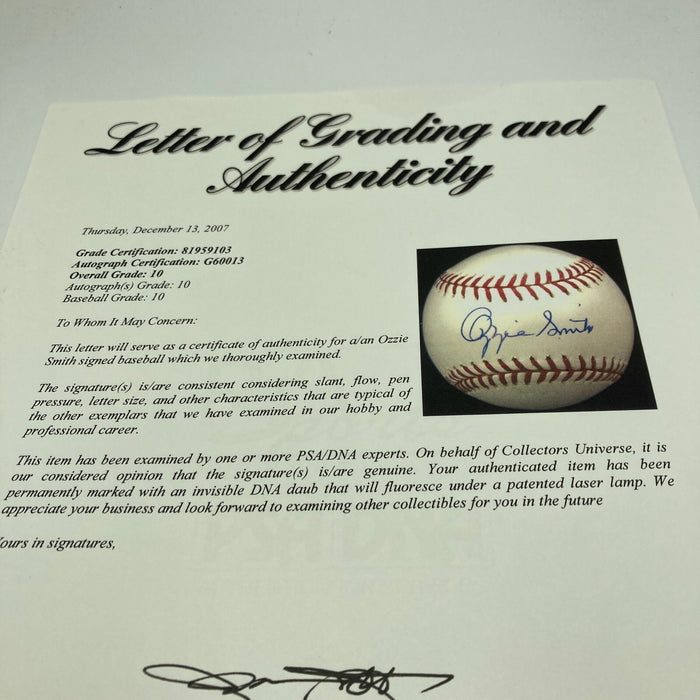 Letter of Grading and
Authenticity
Thursday, December 13, 2007
Grade Certification: 81959103
Autograph Certification: G60013
Overall Grade: 10
Autograph(s) Grade: 10
Baseball Grade: 10
To Whom It May Concern:
This letter will serve as a certificate of authenticity for a/an Ozzie
Smith signed baseball which we thoroughly examined.
The signature(s) is/are consistent considering slant, flow, pen
pressure, letter size, and other characteristics that are typical of
the other exemplars that we have examined in our hobby and
professional career.
Ozzie Smith
This item has been examined by one or more PSA/DNA experts. On behalf of Collectors Universe, it is
our considered opinion that the signature(s) is/are genuine. Your authenticated item has been
permanently marked with an invisible DNA daub that will fluoresce under a patented laser lamp. We
appreciate your business and look forward to examining other collectibles for you in the future
ours in signatures,